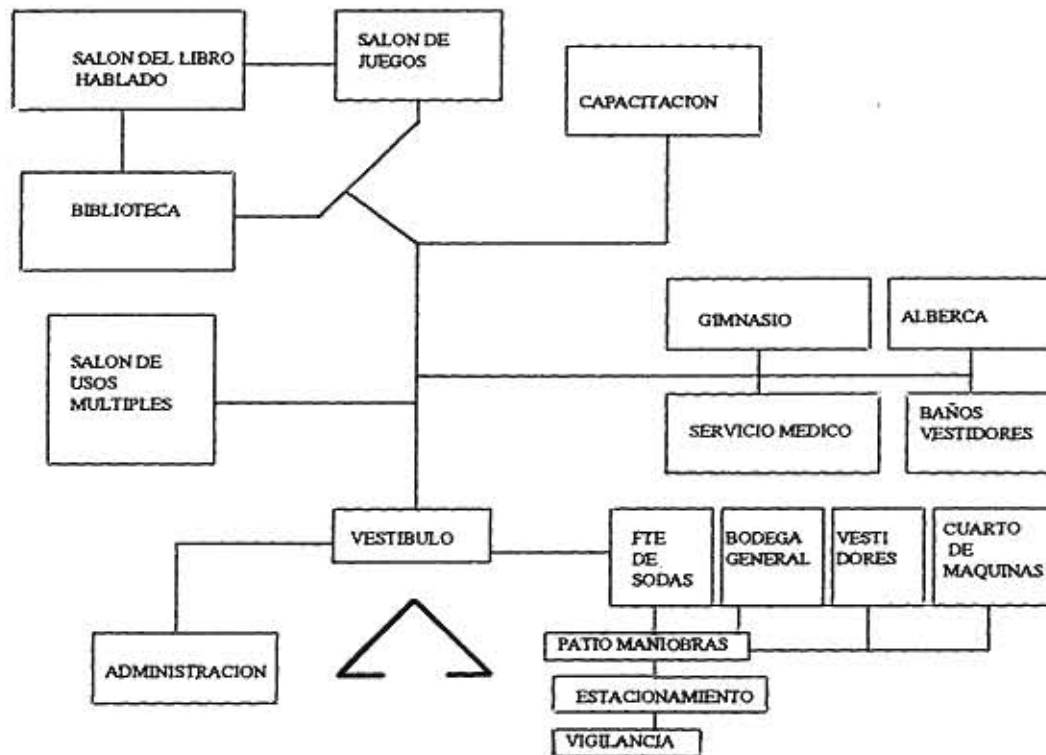 SALON DEL LIBRO
HABLADO
SALON DE
JUEGOS
CAPACITACION
BIBLIOTECA
GIMNASIO
ALBERCA
SALON DE
USOS
MULTIPLES
SERVICIO MEDICO
BAÑOS
VESTIDORES
VESTIBULO
FTE
DE
SODAS
BODEGA
GENERAL
VESTI
DORES
CUARTO
DE
MAQUINAS
ADMINISTRACION
PATIO MANIOBRAS
ESTACIONAMIENTO
VIGILANCIA